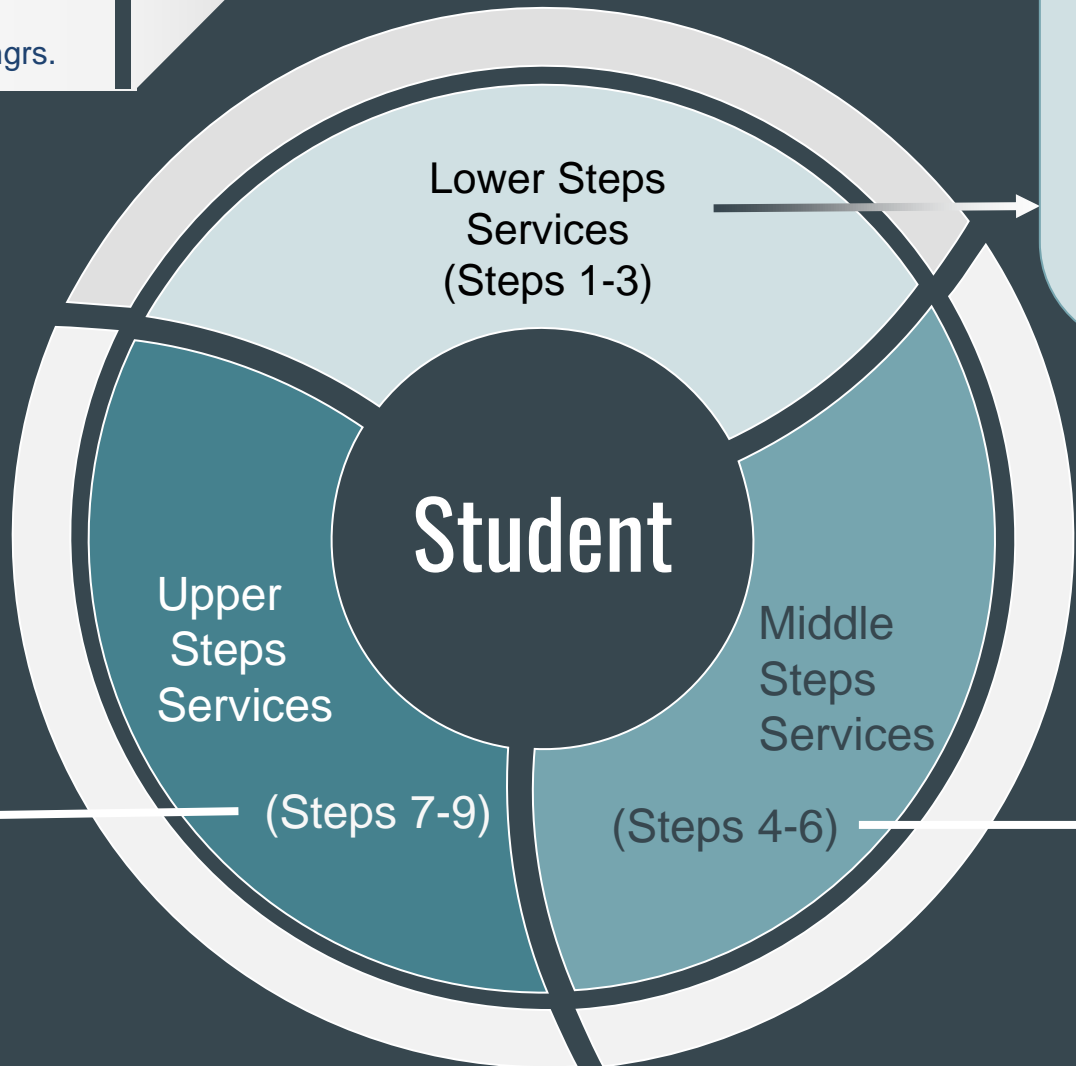 Lower Steps
Services
(Steps 1-3)
Student
Upper
Steps
Services
(Steps 7-9)
Middle
Steps
Services
(Steps 4-6)